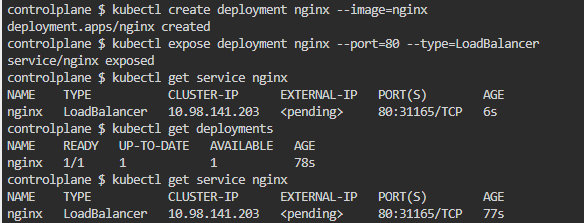 controlplane $ kubectl create deployment nginx --image=nginx
deployment.apps/nginx created
controlplane $ kubectl expose deployment nginx --port=80 --type=LoadBalancer
service/nginx exposed
controlplane $ kubectl get service nginx
NAME    TYPE           CLUSTER-IP      EXTERNAL-IP   PORT(S)        AGE
nginx   LoadBalancer   10.98.141.203   <pending>     80:31165/TCP   6s
controlplane $ kubectl get deployments
NAME    READY   UP-TO-DATE   AVAILABLE   AGE
nginx   1/1     1            1           78s
controlplane $ kubectl get service nginx
NAME    TYPE           CLUSTER-IP      EXTERNAL-IP   PORT(S)        AGE
nginx   LoadBalancer   10.98.141.203   <pending>     80:31165/TCP   77s